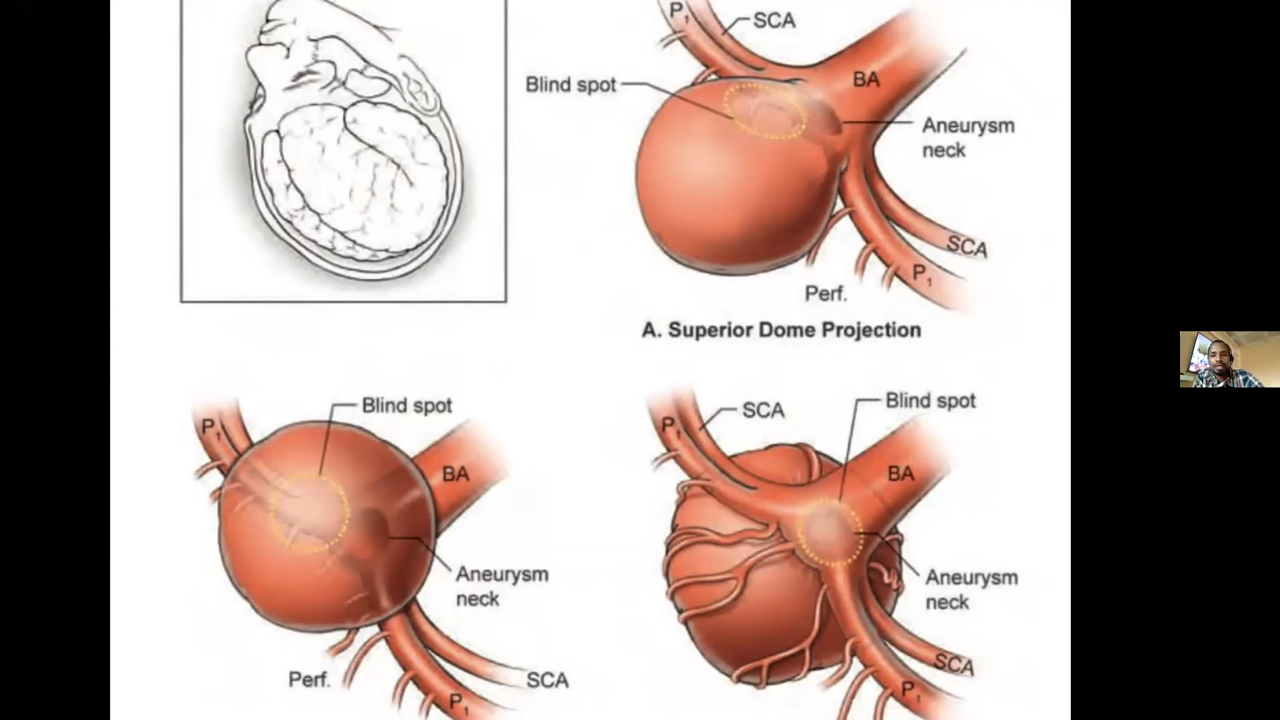 P1
SCA
Blind spot
BA
Aneurysm
neck
SCA
P1
Perf.
A. Superior Dome Projection
Blind spot
P1
BA
Aneurysm
neck
Perf.
SCA
P1
Blind spot
SCA
P1
BA
Aneurysm
neck
SCA
P1